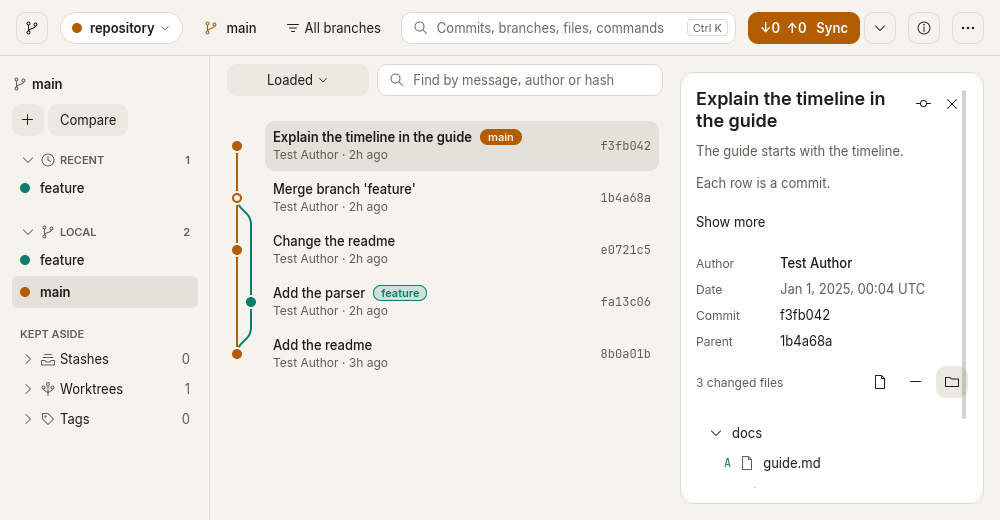 repository
main
All branches
Commits, branches, files, commands
Ctrl K
↓0 ↑0 Sync
main
Compare
RECENT 1
feature
LOCAL 2
feature
main
KEPT ASIDE
Stashes 0
Worktrees 1
Tags 0
Loaded
Find by message, author or hash
Explain the timeline in the guide main
Test Author · 2h ago
f3fb042
Merge branch 'feature'
Test Author · 2h ago
1b4a68a
Change the readme
Test Author · 2h ago
e0721c5
Add the parser feature
Test Author · 2h ago
fa13c06
Add the readme
Test Author · 3h ago
8b0a01b
Explain the timeline in
the guide
The guide starts with the timeline.
Each row is a commit.
Show more
Author Test Author
Date Jan 1, 2025, 00:04 UTC
Commit f3fb042
Parent 1b4a68a
3 changed files
docs
A guide.md